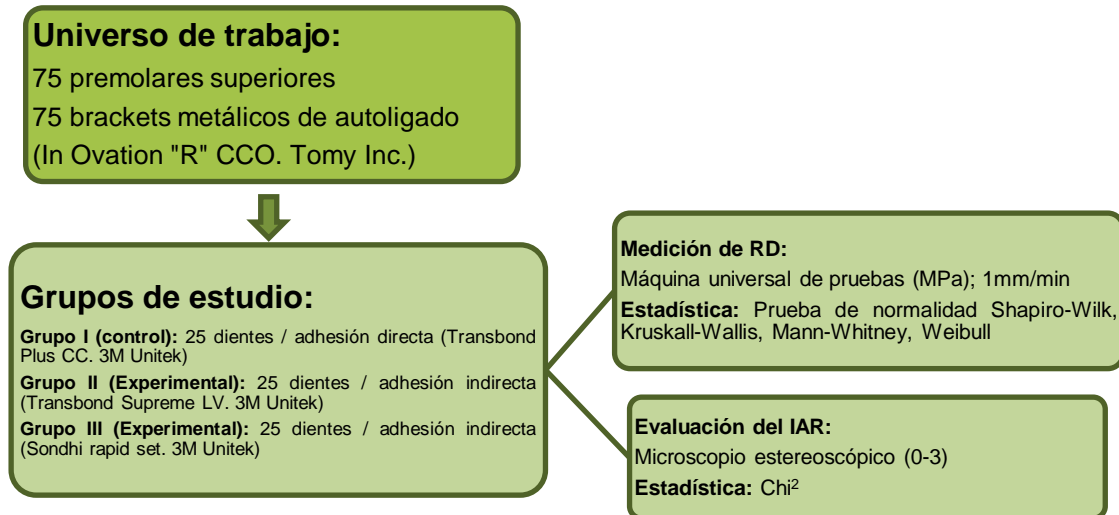 Universo de trabajo:
75 premolares superiores
75 brackets metálicos de autoligado
(In Ovation "R" CCO. Tomy Inc.)
Grupos de estudio:
Grupo I (control): 25 dientes / adhesión directa (Transbond
Plus CC. 3M Unitek)
Grupo II (Experimental): 25 dientes / adhesión indirecta
(Transbond Supreme LV. 3M Unitek)
Grupo III (Experimental): 25 dientes / adhesión indirecta
(Sondhi rapid set. 3M Unitek)
Medición de RD:
Máquina universal de pruebas (MPa); 1mm/min
Estadística: Prueba de normalidad Shapiro-Wilk,
Kruskall-Wallis, Mann-Whitney, Weibull
Evaluación del IAR:
Microscopio estereoscópico (0-3)
Estadística: Chi²